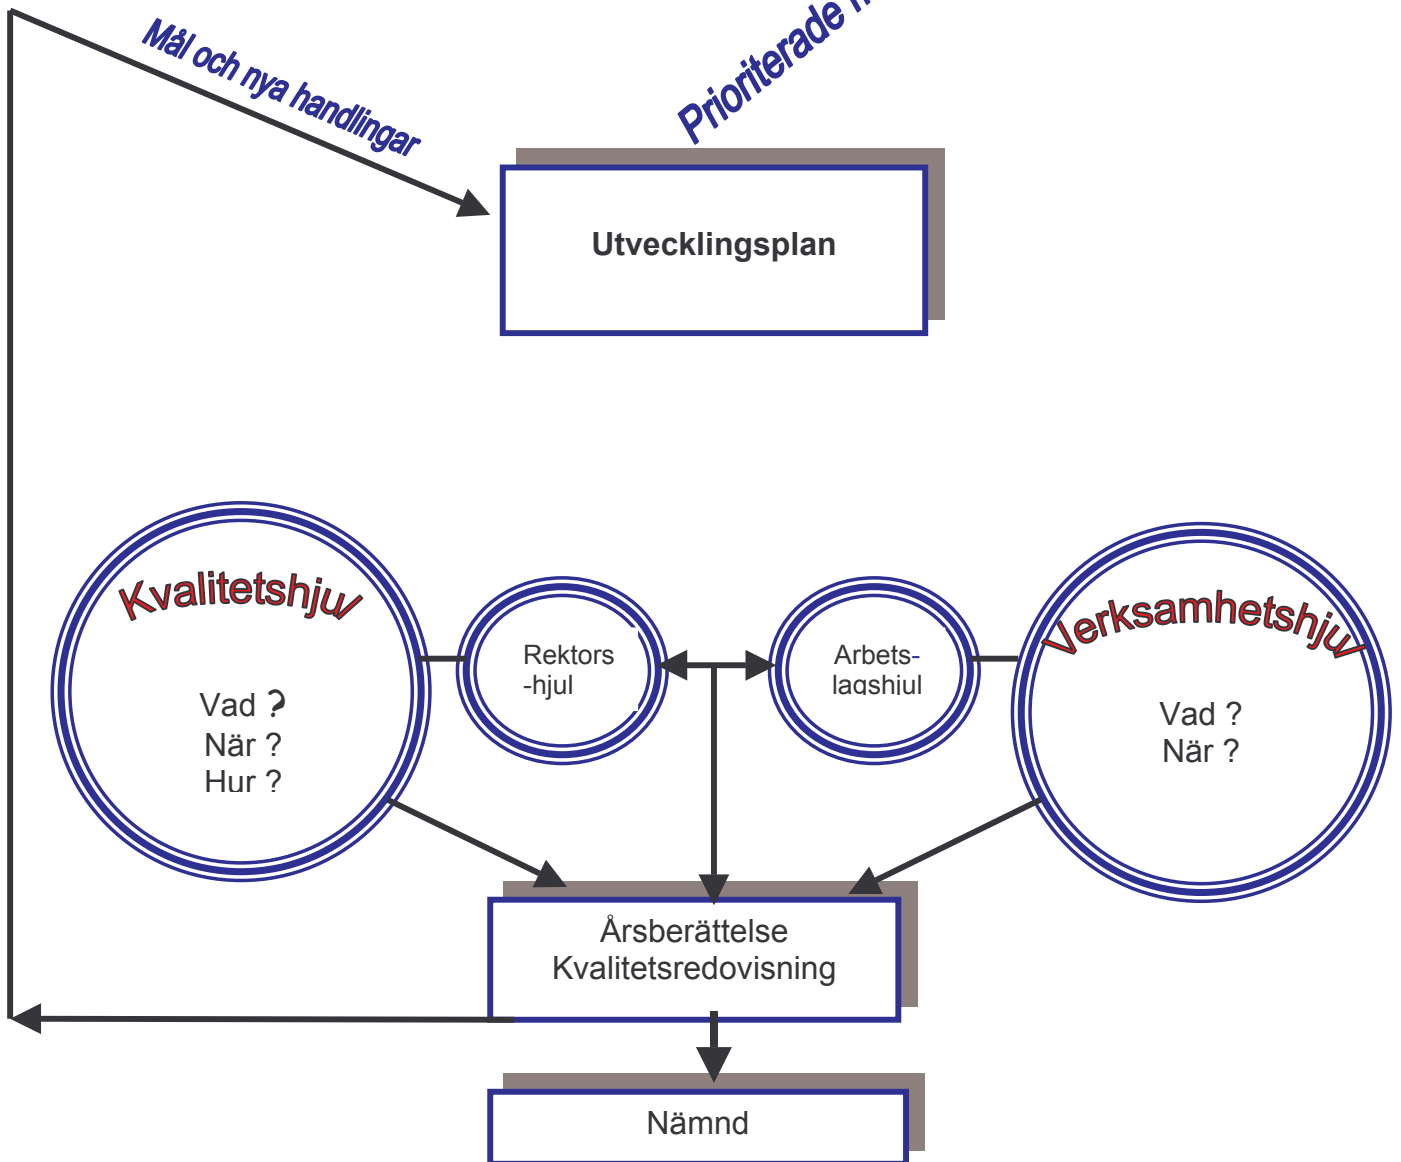 Mål och nya handlingar
Prioriterade
Utvecklingsplan
Kvalitetshjul
Vad ?
När ?
Hur ?
Rektors
-hjul
Arbets-
lagshjul
Verksamhetshjul
Vad ?
När ?
Årsberättelse
Kvalitetsredovisning
Nämnd